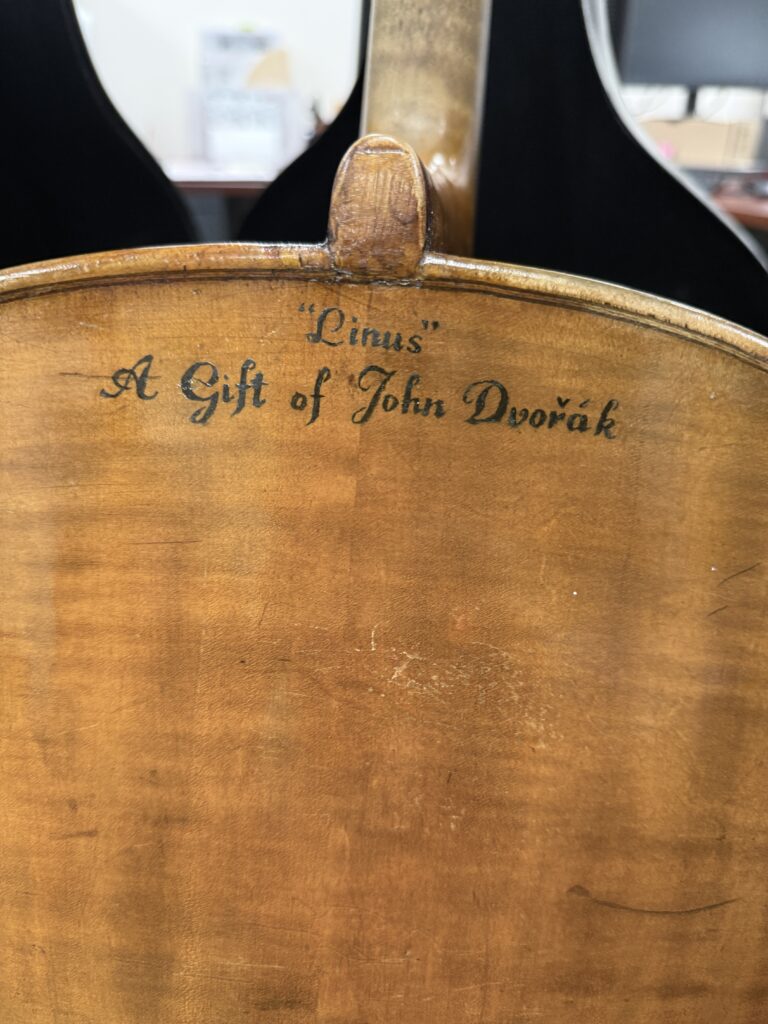 “Linus”
A Gift of John Dvořák